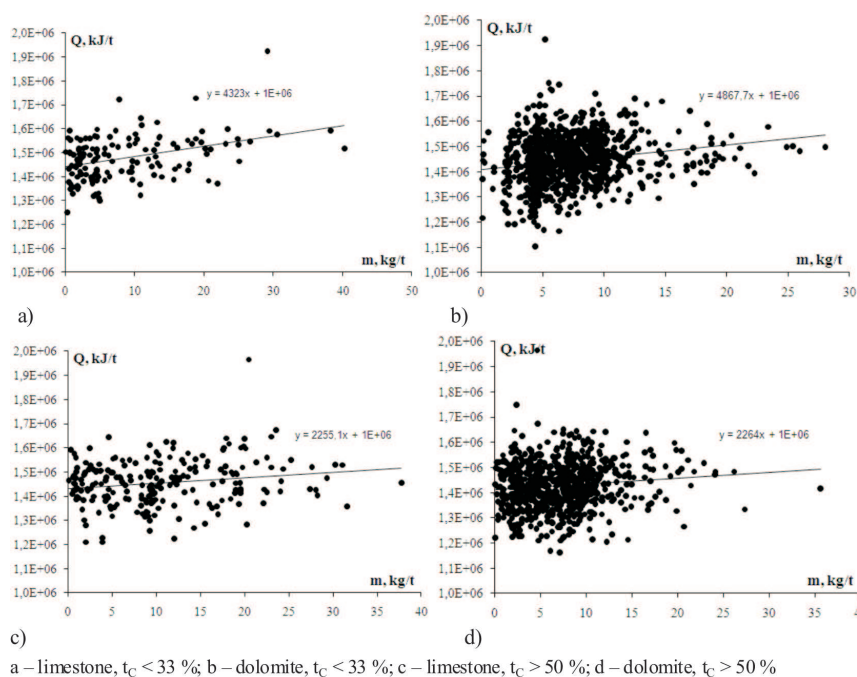 Q, kJ/t
2,0E+06
1,9E+06
1,8E+06
1,7E+06
1,6E+06
1,5E+06
1,4E+06
1,3E+06
1,2E+06
1,1E+06
1,0E+06
y = 4323x + 1E+06
m, kg/t
0 10 20 30 40 50
a)
Q, kJ/t
2,0E+06
1,9E+06
1,8E+06
1,7E+06
1,6E+06
1,5E+06
1,4E+06
1,3E+06
1,2E+06
1,1E+06
1,0E+06
y = 4867,7x + 1E+06
m, kg/t
0 5 10 15 20 25 30
b)
Q, kJ/t
2,0E+06
1,9E+06
1,8E+06
1,7E+06
1,6E+06
1,5E+06
1,4E+06
1,3E+06
1,2E+06
1,1E+06
1,0E+06
y = 2255,1x + 1E+06
m, kg/t
0 5 10 15 20 25 30 35 40
c)
Q, kJ/t
2,0E+06
1,9E+06
1,8E+06
1,7E+06
1,6E+06
1,5E+06
1,4E+06
1,3E+06
1,2E+06
1,1E+06
1,0E+06
y = 2264x + 1E+06
m, kg/t
0 5 10 15 20 25 30 35 40
d)
a – limestone, t_C < 33 %; b – dolomite, t_C < 33 %; c – limestone, t_C > 50 %; d – dolomite, t_C > 50 %